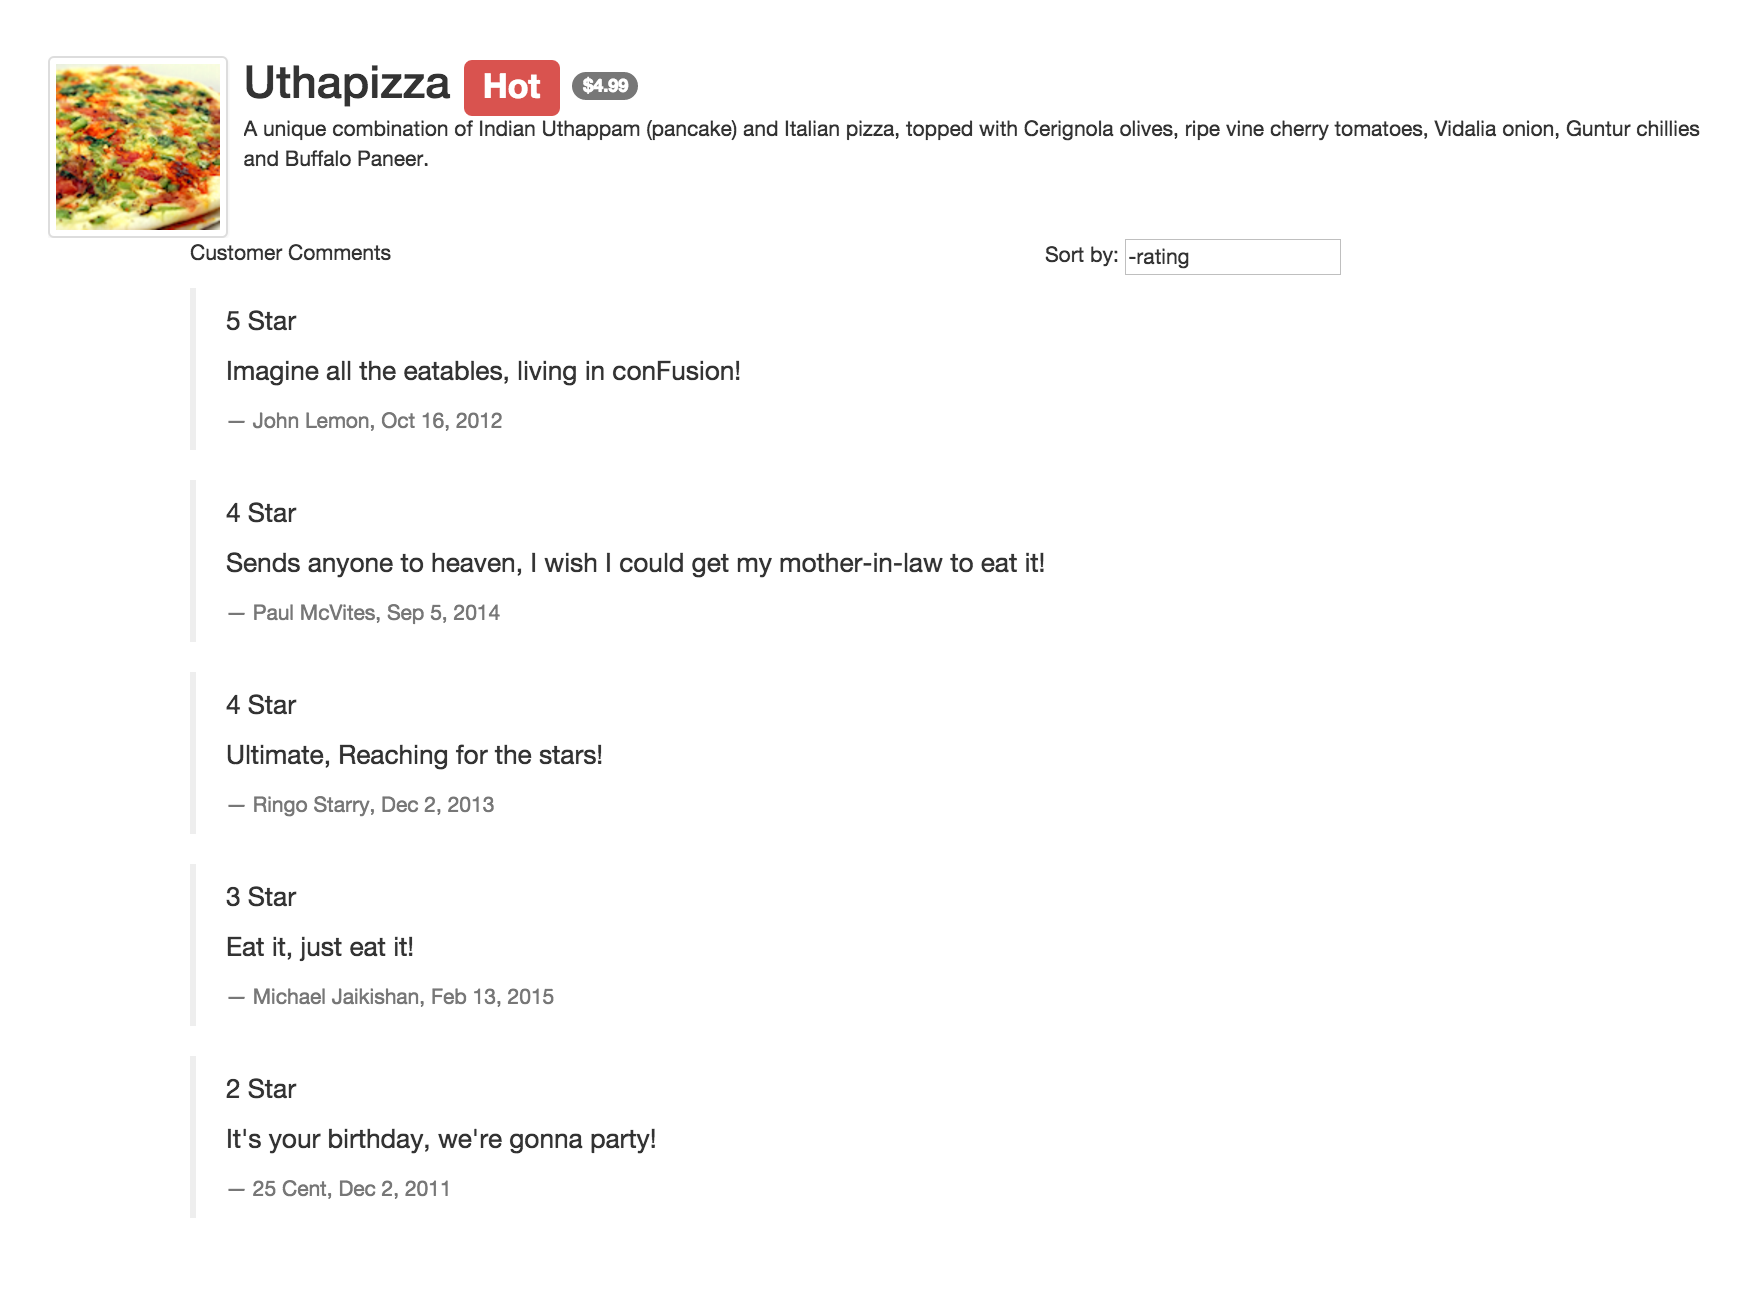 Uthapizza Hot $4.99
A unique combination of Indian Uthappam (pancake) and Italian pizza, topped with Cerignola olives, ripe vine cherry tomatoes, Vidalia onion, Guntur chillies
and Buffalo Paneer.
Customer Comments
Sort by: -rating
5 Star
Imagine all the eatables, living in conFusion!
— John Lemon, Oct 16, 2012
4 Star
Sends anyone to heaven, I wish I could get my mother-in-law to eat it!
— Paul McVites, Sep 5, 2014
4 Star
Ultimate, Reaching for the stars!
— Ringo Starry, Dec 2, 2013
3 Star
Eat it, just eat it!
— Michael Jaikishan, Feb 13, 2015
2 Star
It's your birthday, we're gonna party!
— 25 Cent, Dec 2, 2011